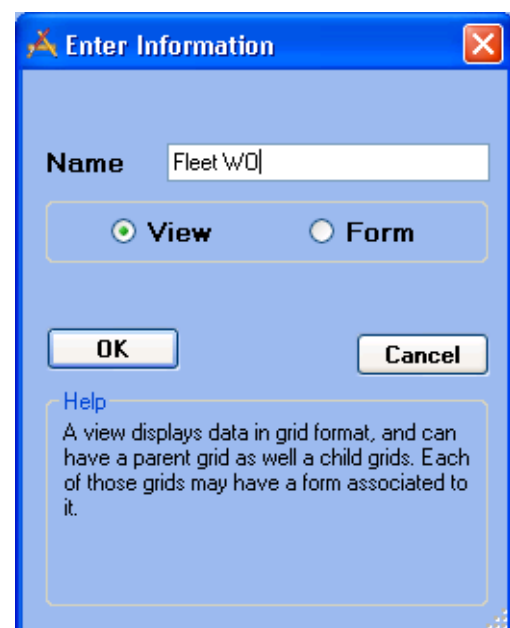 Enter Information
Name Fleet WO
View Form
OK Cancel
Help
A view displays data in grid format, and can
have a parent grid as well a child grids. Each
of those grids may have a form associated to
it.